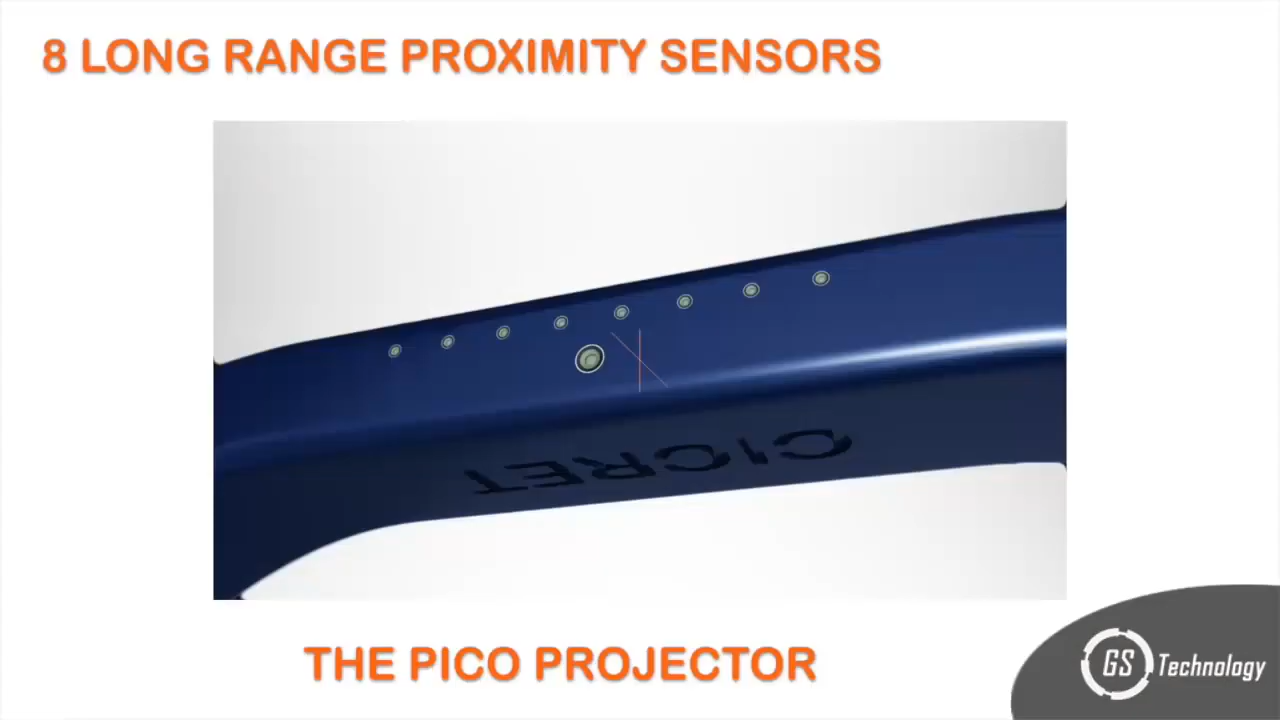 8 LONG RANGE PROXIMITY SENSORS
CICRET
THE PICO PROJECTOR
GS Technology